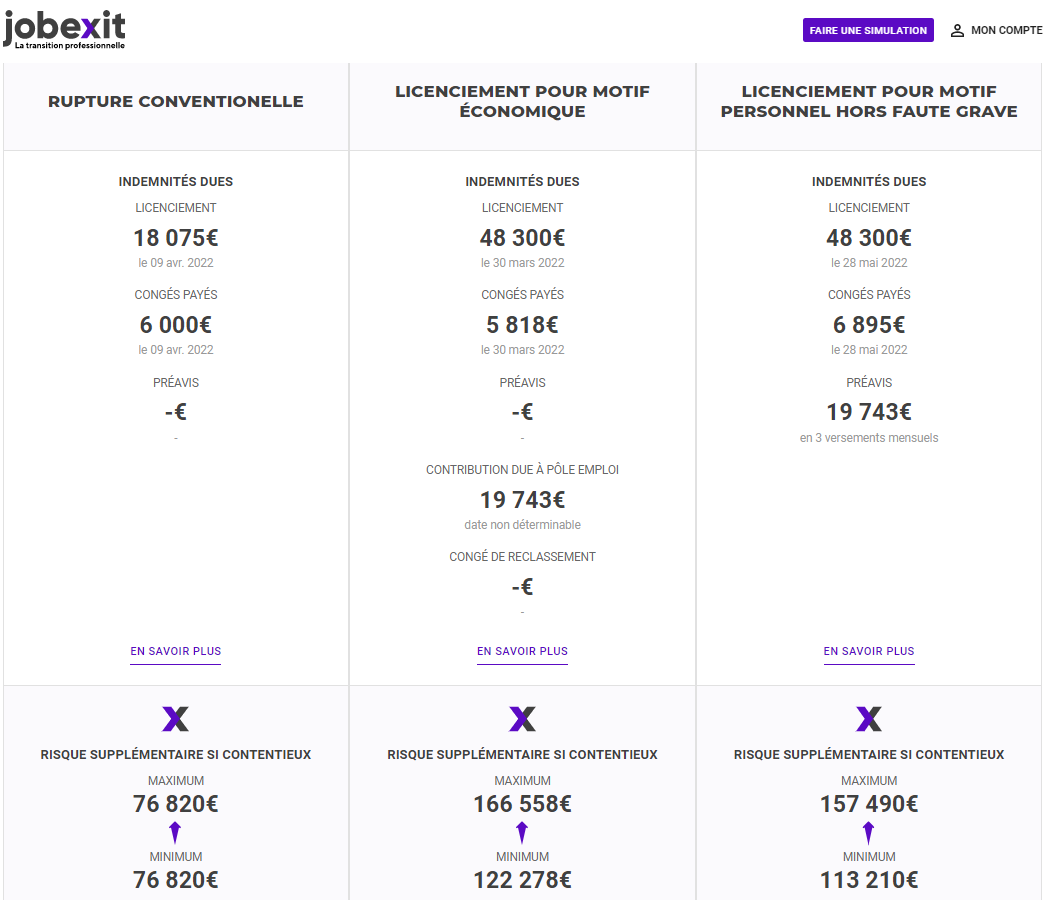 jobexit
La transition professionnelle
FAIRE UNE SIMULATION
MON COMPTE
RUPTURE CONVENTIONELLE
INDEMNITÉS DUES
LICENCIEMENT
18 075€
le 09 avr. 2022
CONGÉS PAYÉS
6 000€
le 09 avr. 2022
PRÉAVIS
-€
-
EN SAVOIR PLUS
X
RISQUE SUPPLÉMENTAIRE SI CONTENTIEUX
MAXIMUM
76 820€
MINIMUM
76 820€
LICENCIEMENT POUR MOTIF
ÉCONOMIQUE
INDEMNITÉS DUES
LICENCIEMENT
48 300€
le 30 mars 2022
CONGÉS PAYÉS
5 818€
le 30 mars 2022
PRÉAVIS
-€
-
CONTRIBUTION DUE À PÔLE EMPLOI
19 743€
date non déterminable
CONGÉ DE RECLASSEMENT
-€
-
EN SAVOIR PLUS
X
RISQUE SUPPLÉMENTAIRE SI CONTENTIEUX
MAXIMUM
166 558€
MINIMUM
122 278€
LICENCIEMENT POUR MOTIF
PERSONNEL HORS FAUTE GRAVE
INDEMNITÉS DUES
LICENCIEMENT
48 300€
le 28 mai 2022
CONGÉS PAYÉS
6 895€
le 28 mai 2022
PRÉAVIS
19 743€
en 3 versements mensuels
EN SAVOIR PLUS
X
RISQUE SUPPLÉMENTAIRE SI CONTENTIEUX
MAXIMUM
157 490€
MINIMUM
113 210€